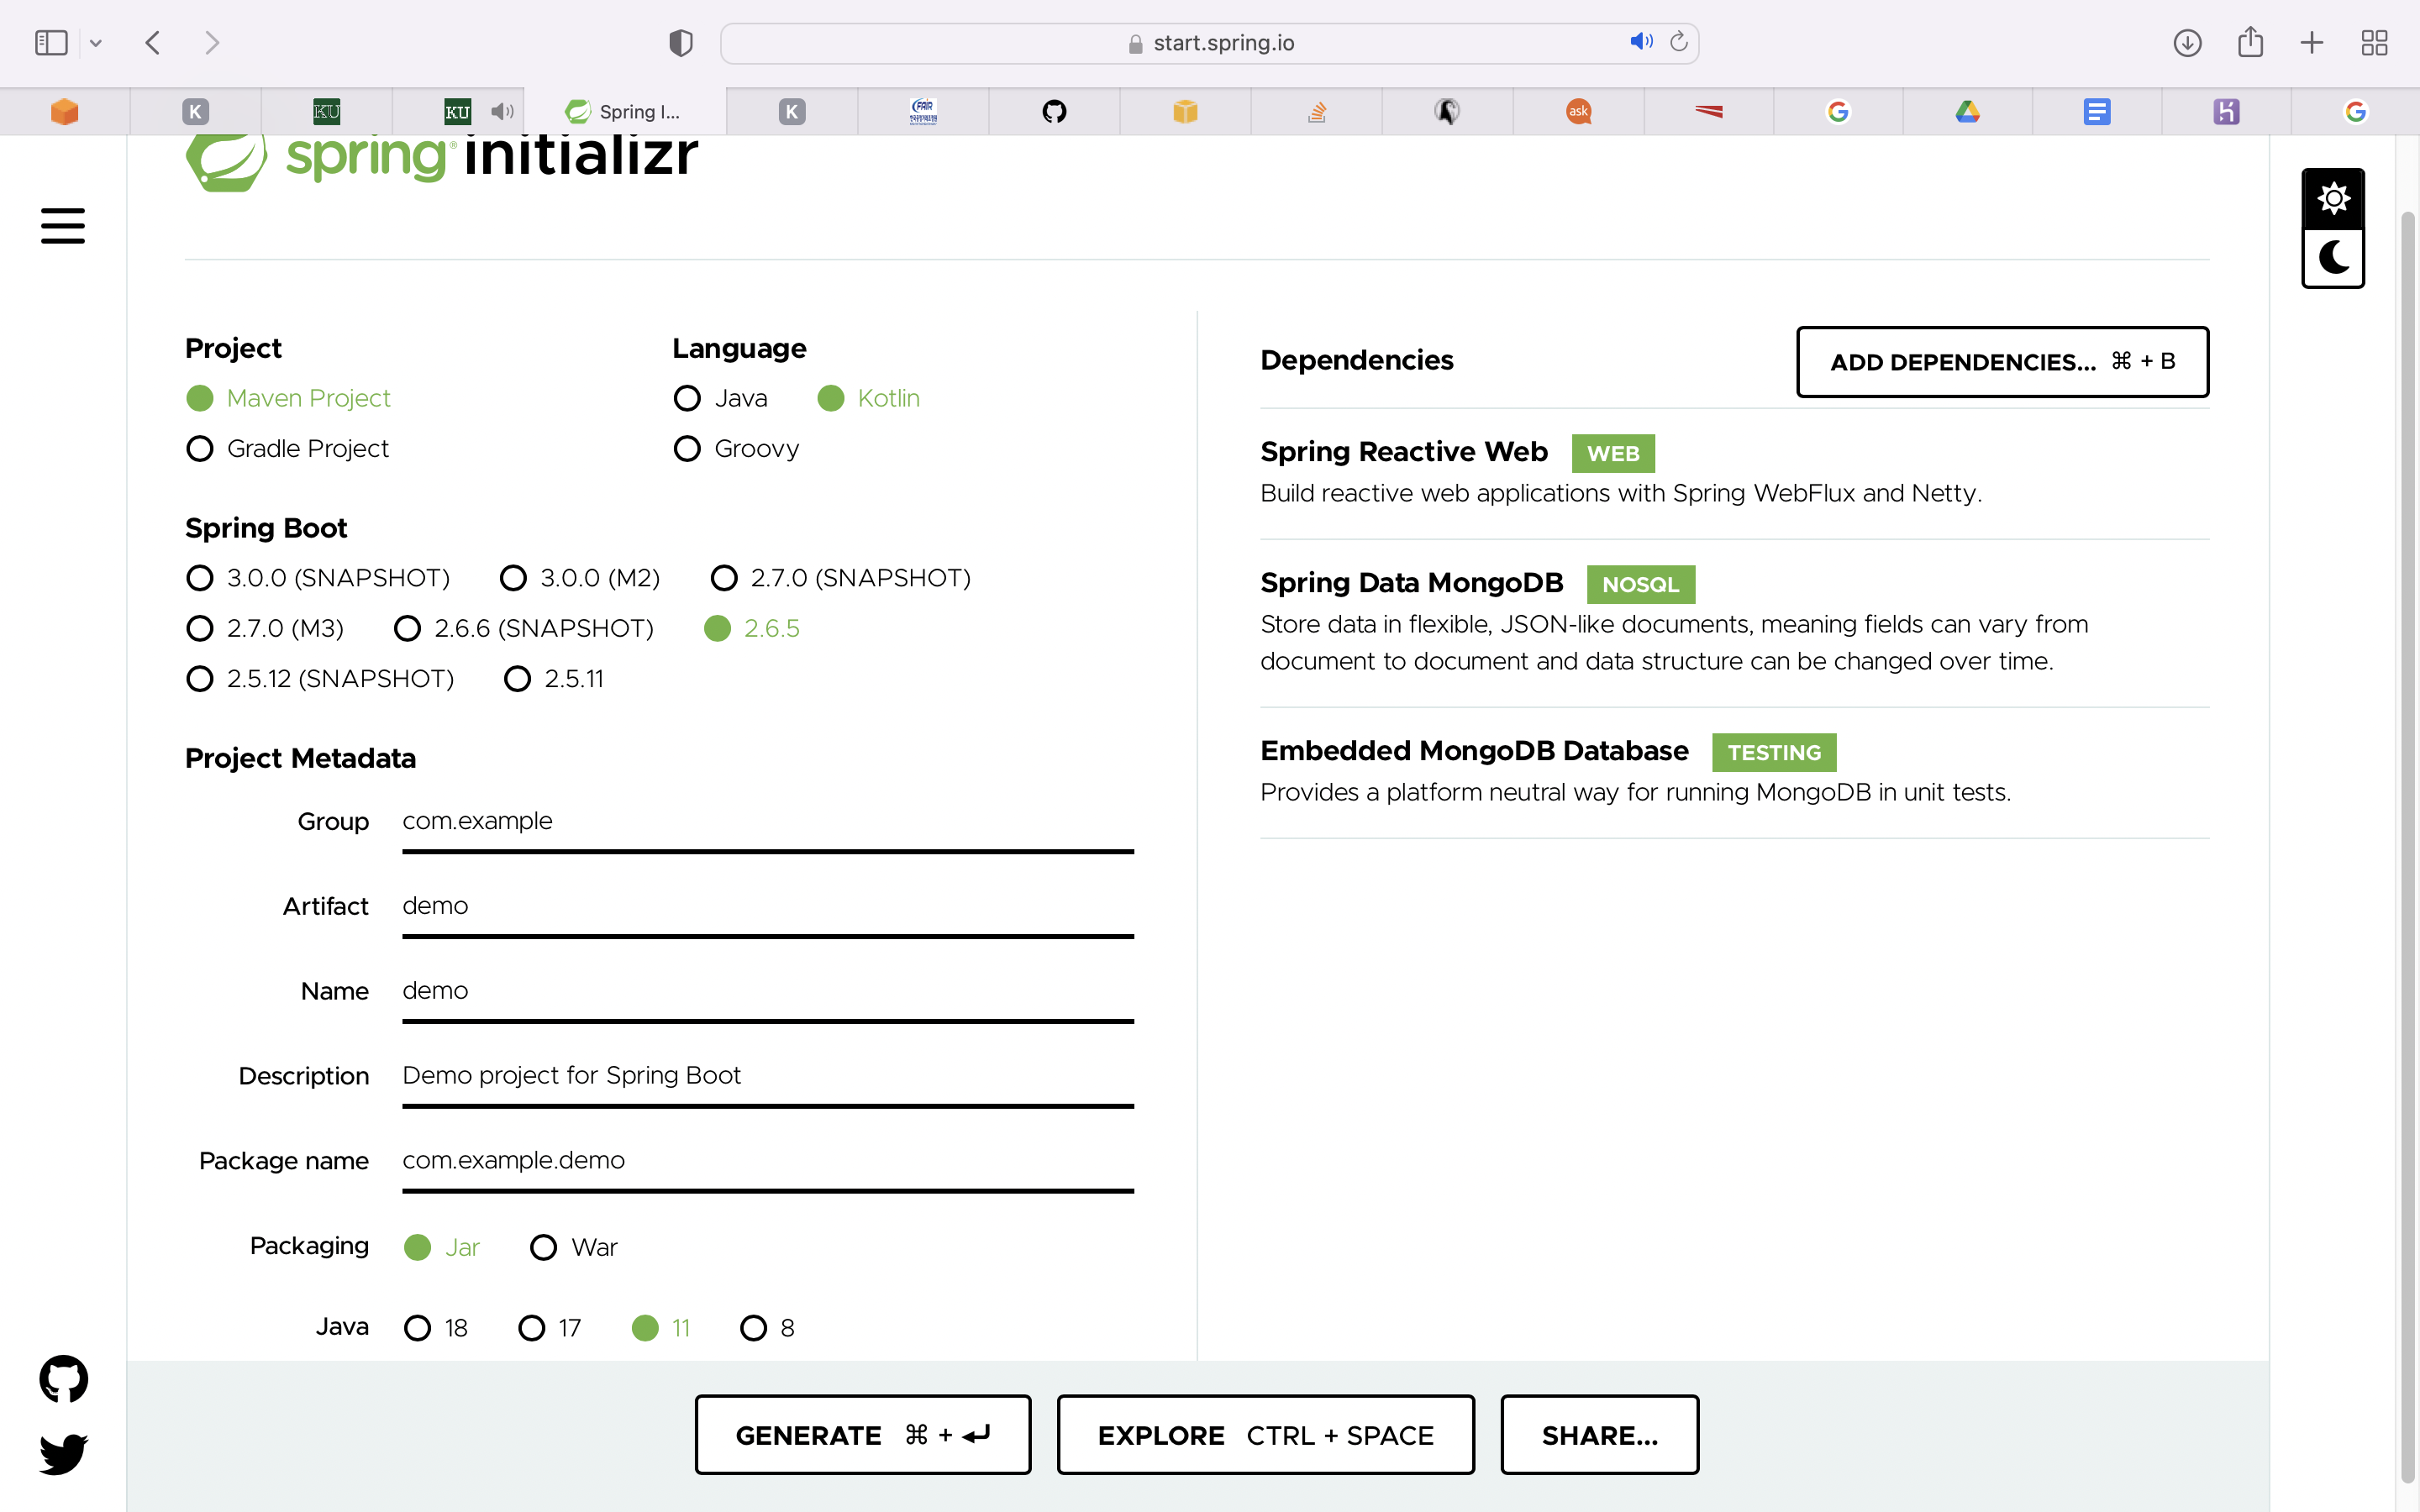 start.spring.io
K
KU
KU
Spring I...
K
FAIR
ask
spring initializr
Project
Maven Project
Gradle Project
Language
Java
Kotlin
Groovy
Spring Boot
3.0.0 (SNAPSHOT)
3.0.0 (M2)
2.7.0 (SNAPSHOT)
2.7.0 (M3)
2.6.6 (SNAPSHOT)
2.6.5
2.5.12 (SNAPSHOT)
2.5.11
Project Metadata
Group com.example
Artifact demo
Name demo
Description Demo project for Spring Boot
Package name com.example.demo
Packaging Jar War
Java 18 17 11 8
Dependencies
ADD DEPENDENCIES... ⌘ + B
Spring Reactive Web WEB
Build reactive web applications with Spring WebFlux and Netty.
Spring Data MongoDB NOSQL
Store data in flexible, JSON-like documents, meaning fields can vary from
document to document and data structure can be changed over time.
Embedded MongoDB Database TESTING
Provides a platform neutral way for running MongoDB in unit tests.
GENERATE ⌘ + ↵
EXPLORE CTRL + SPACE
SHARE...